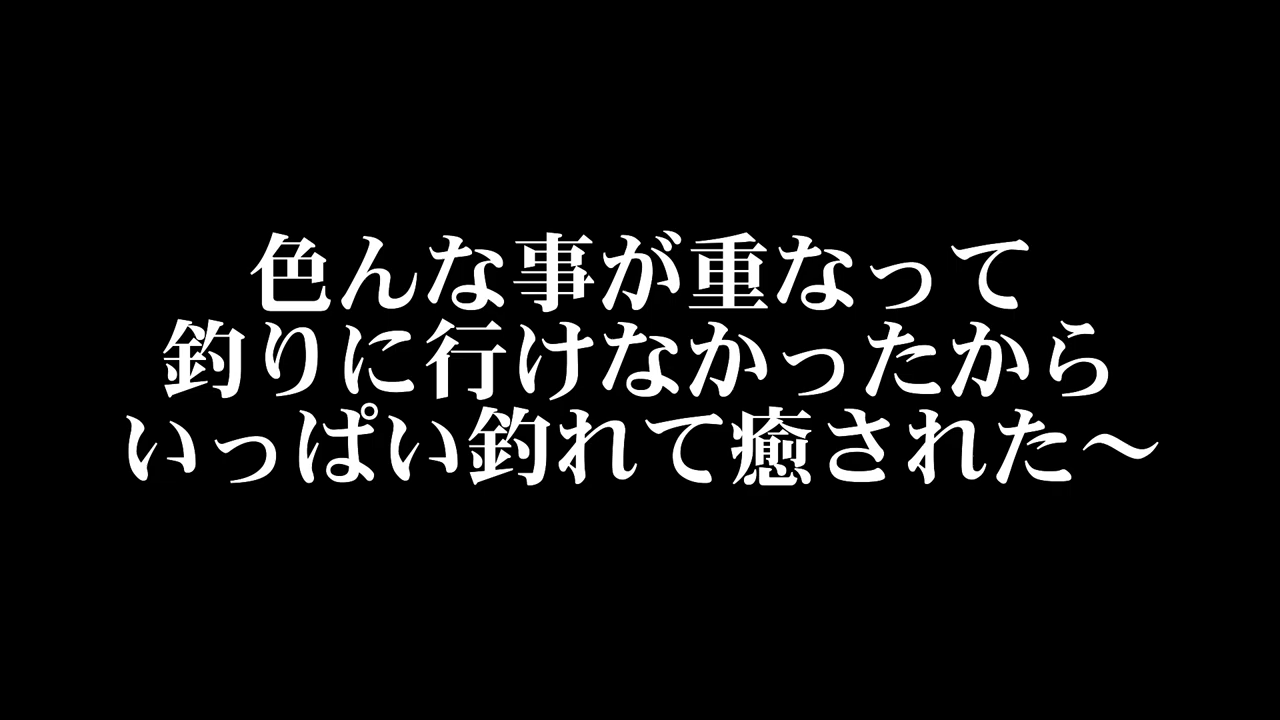 色んな事が重なって
釣りに行けなかったから
いっぱい釣れて癒された～